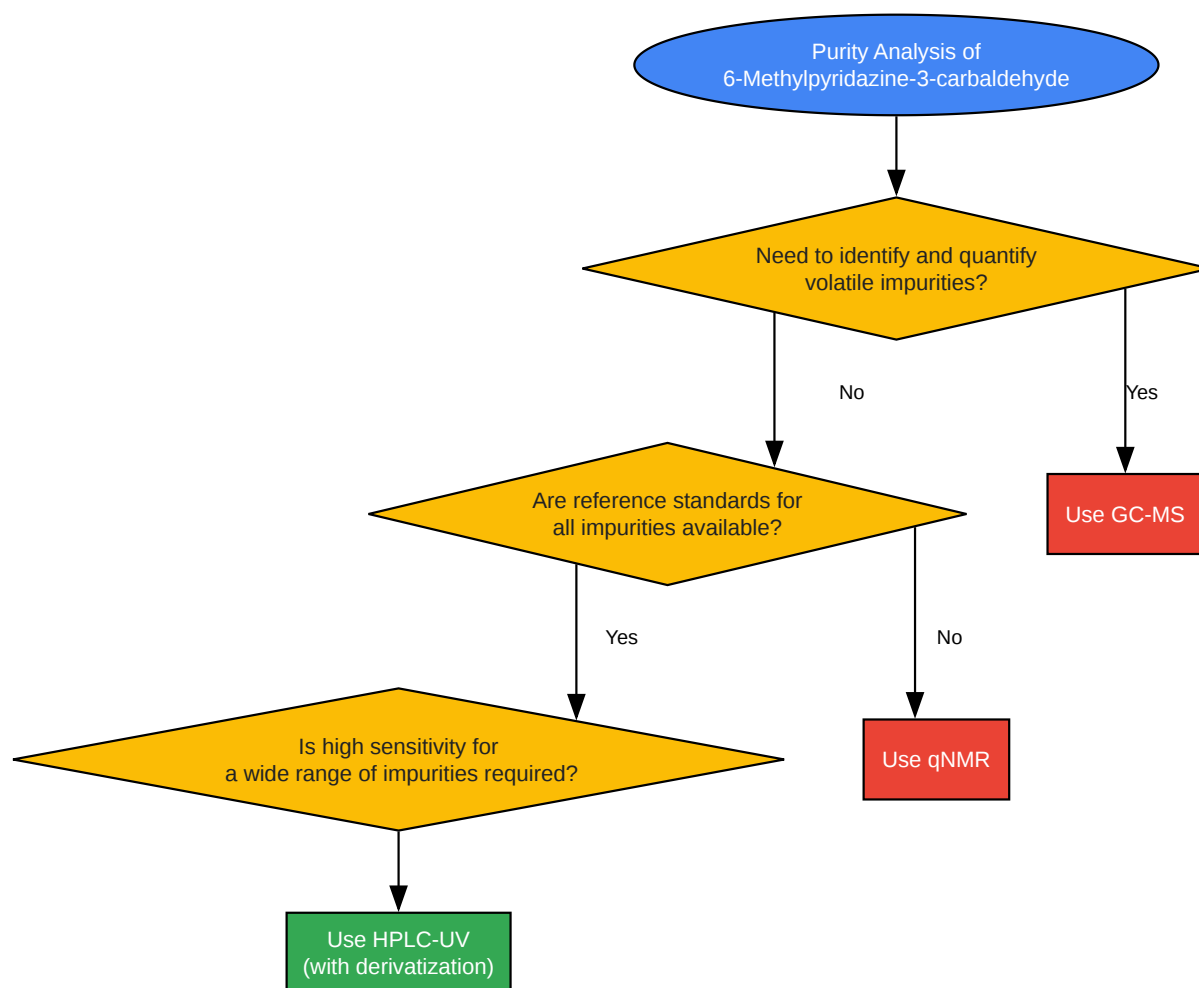 Purity Analysis of
6-Methylpyridazine-3-carbaldehyde
Need to identify and quantify
volatile impurities?
No
Yes
Are reference standards for
all impurities available?
Use GC-MS
Yes
No
Is high sensitivity for
a wide range of impurities required?
Use qNMR
Use HPLC-UV
(with derivatization)